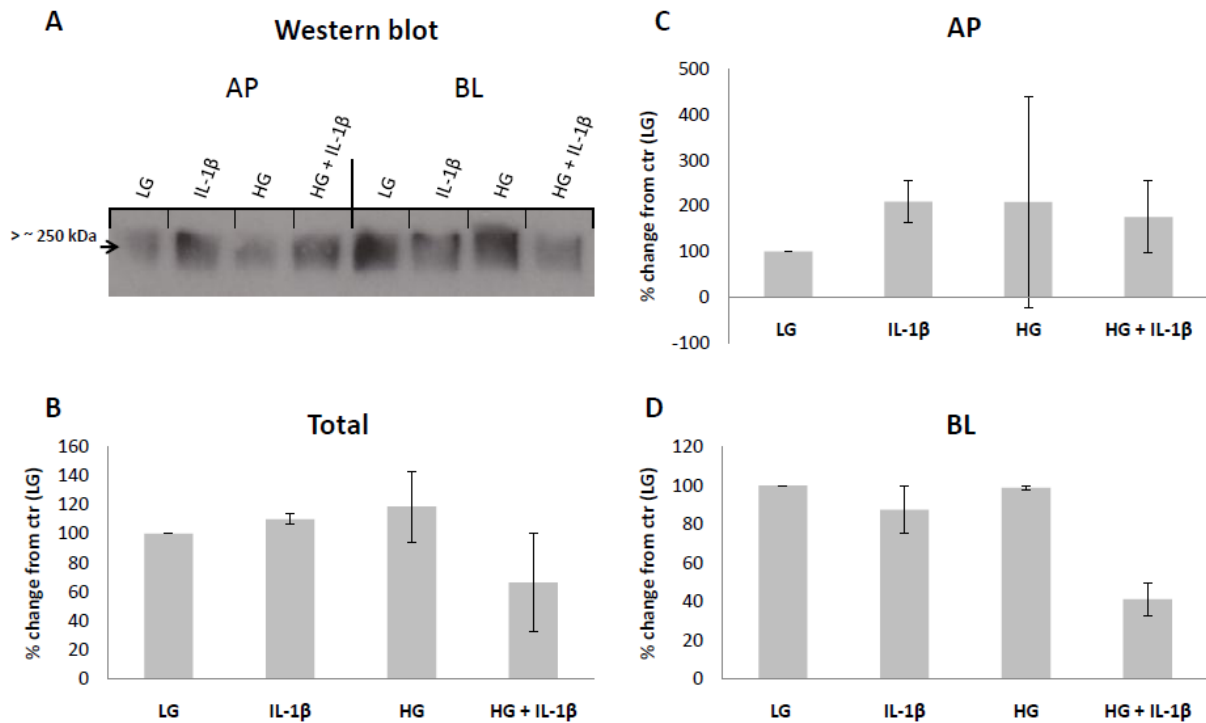 A
Western blot
AP
BL
LG
IL-1β
HG
HG + IL-1β
LG
IL-1β
HG
HG + IL-1β
> ~ 250 kDa
C
AP
% change from ctr (LG)
500
400
300
200
100
0
-100
LG
IL-1β
HG
HG + IL-1β
B
Total
% change from ctr (LG)
160
140
120
100
80
60
40
20
0
LG
IL-1β
HG
HG + IL-1β
D
BL
% change from ctr (LG)
120
100
80
60
40
20
0
LG
IL-1β
HG
HG + IL-1β